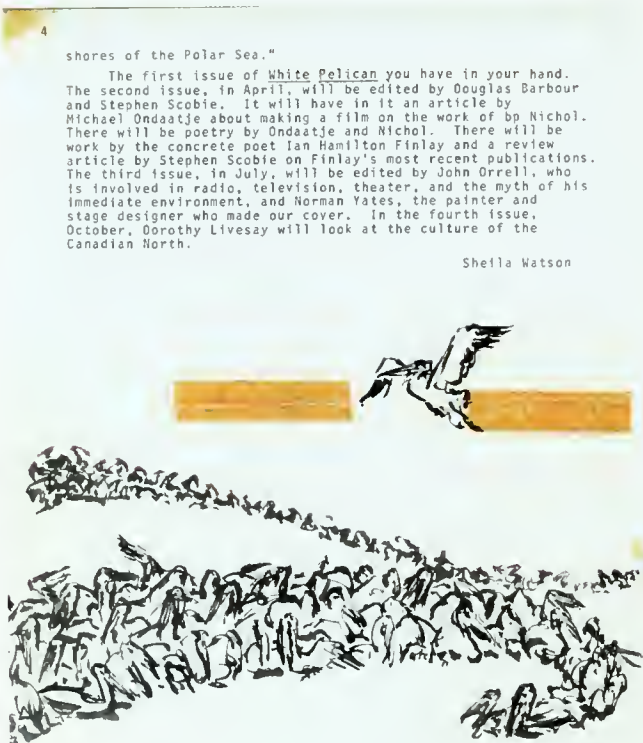 4
shores of the Polar Sea."
The first issue of White Pelican you have in your hand.
The second issue, in April, will be edited by Douglas Barbour
and Stephen Scobie. It will have in it an article by
Michael Ondaatje about making a film on the work of bp Nichol.
There will be poetry by Ondaatje and Nichol. There will be
work by the concrete poet Ian Hamilton Finlay and a review
article by Stephen Scobie on Finlay's most recent publications.
The third issue, in July, will be edited by John Orrell, who
is involved in radio, television, theater, and the myth of his
immediate environment, and Norman Yates, the painter and
stage designer who made our cover. In the fourth issue,
October, Dorothy Livesay will look at the culture of the
Canadian North.
Sheila Watson